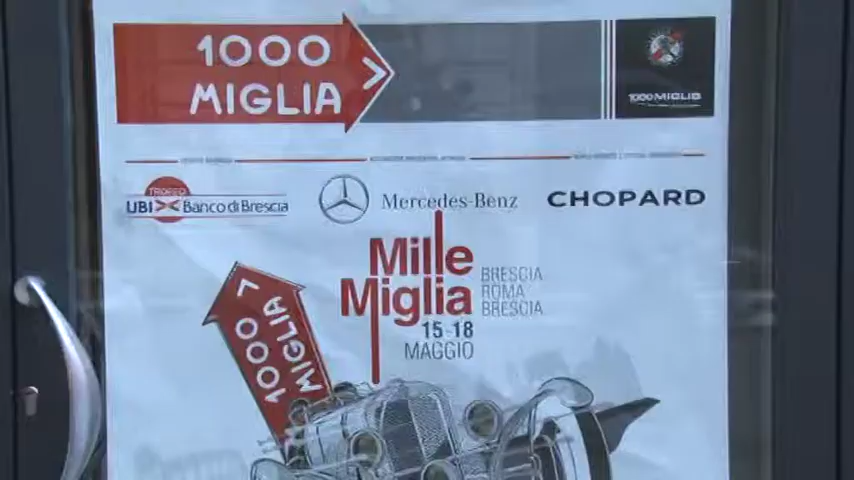 1000
MIGLIA
1000 MIGLIA
TROFEO
UBI Banco di Brescia
Mercedes-Benz
CHOPARD
Mille
Miglia
BRESCIA
ROMA
BRESCIA
15-18
MAGGIO
1000
MIGLIA